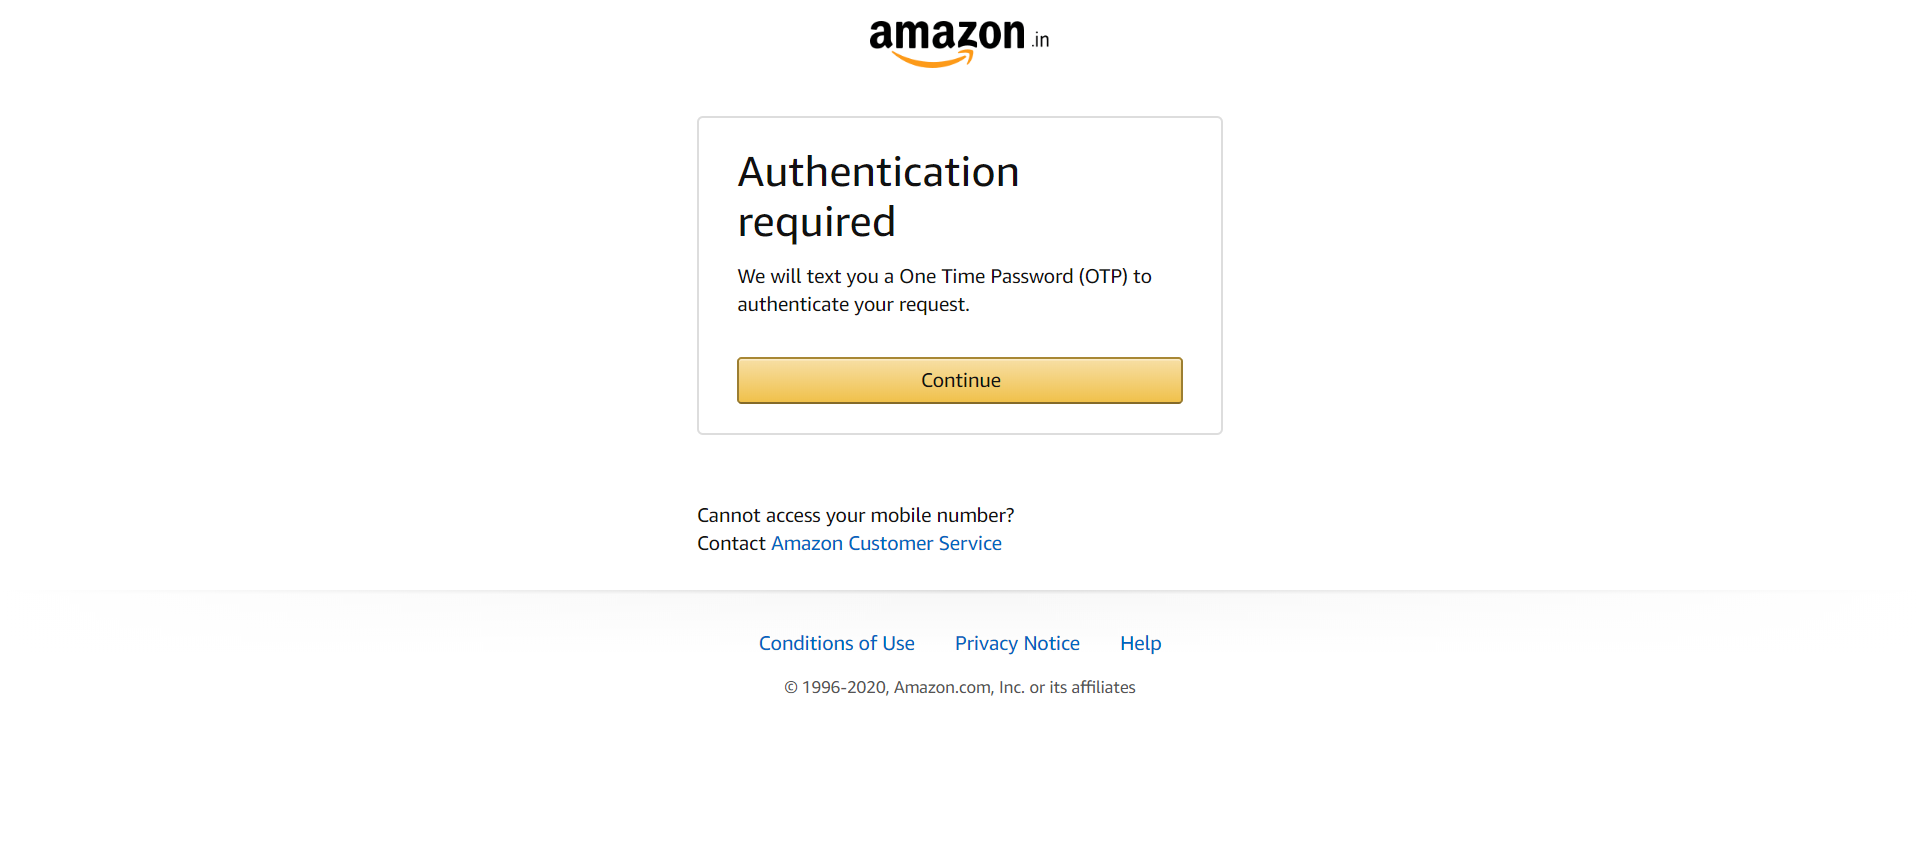 amazon.in
Authentication
required
We will text you a One Time Password (OTP) to
authenticate your request.
Continue
Cannot access your mobile number?
Contact Amazon Customer Service
Conditions of Use Privacy Notice Help
© 1996-2020, Amazon.com, Inc. or its affiliates